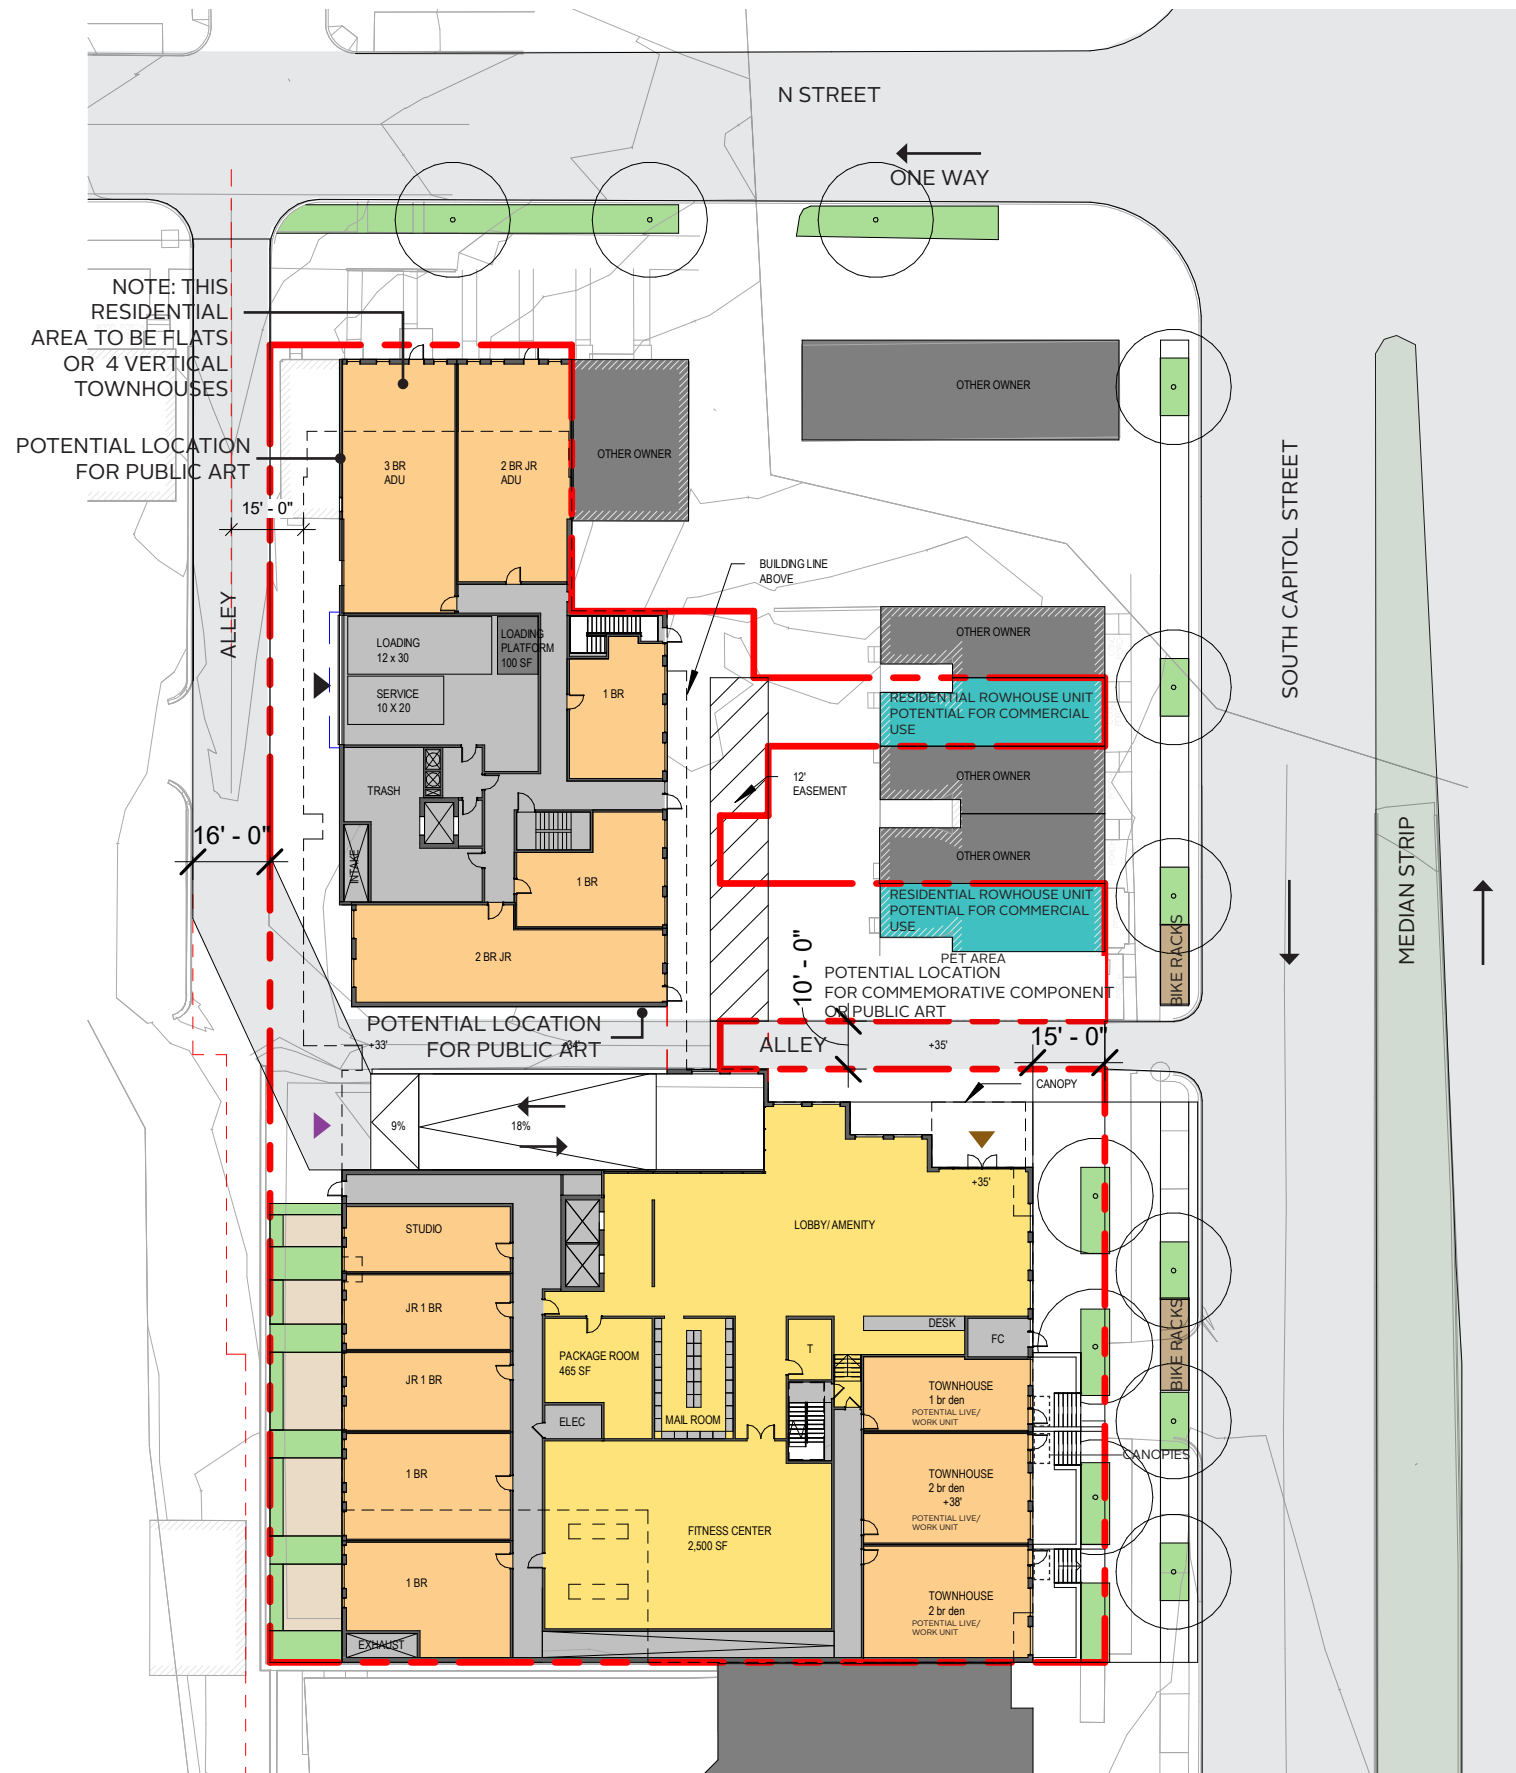 N STREET
ONE WAY
NOTE: THIS
RESIDENTIAL
AREA TO BE FLATS
OR 4 VERTICAL
TOWNHOUSES
POTENTIAL LOCATION
FOR PUBLIC ART
15' - 0"
ALLEY
16' - 0"
3 BR
ADU
2 BR JR
ADU
OTHER OWNER
OTHER OWNER
BUILDING LINE
ABOVE
LOADING
12 x 30
LOADING
PLATFORM
100 SF
SERVICE
10 X 20
1 BR
TRASH
INTAKE
1 BR
2 BR JR
12'
EASEMENT
OTHER OWNER
RESIDENTIAL ROWHOUSE UNIT
POTENTIAL FOR COMMERCIAL
USE
OTHER OWNER
OTHER OWNER
RESIDENTIAL ROWHOUSE UNIT
POTENTIAL FOR COMMERCIAL
USE
PET AREA
POTENTIAL LOCATION
FOR COMMEMORATIVE COMPONENT
OR PUBLIC ART
10' - 0"
SOUTH CAPITOL STREET
MEDIAN STRIP
BIKE RACKS
POTENTIAL LOCATION
FOR PUBLIC ART
+33'
+34'
ALLEY
+35'
15' - 0"
CANOPY
9%
18%
+35'
LOBBY/ AMENITY
STUDIO
JR 1 BR
JR 1 BR
1 BR
1 BR
EXHAUST
PACKAGE ROOM
465 SF
ELEC
MAIL ROOM
T
DESK
FC
TOWNHOUSE
1 br den
POTENTIAL LIVE/
WORK UNIT
TOWNHOUSE
2 br den
+38'
POTENTIAL LIVE/
WORK UNIT
TOWNHOUSE
2 br den
POTENTIAL LIVE/
WORK UNIT
FITNESS CENTER
2,500 SF
CANOPIES
BIKE RACKS